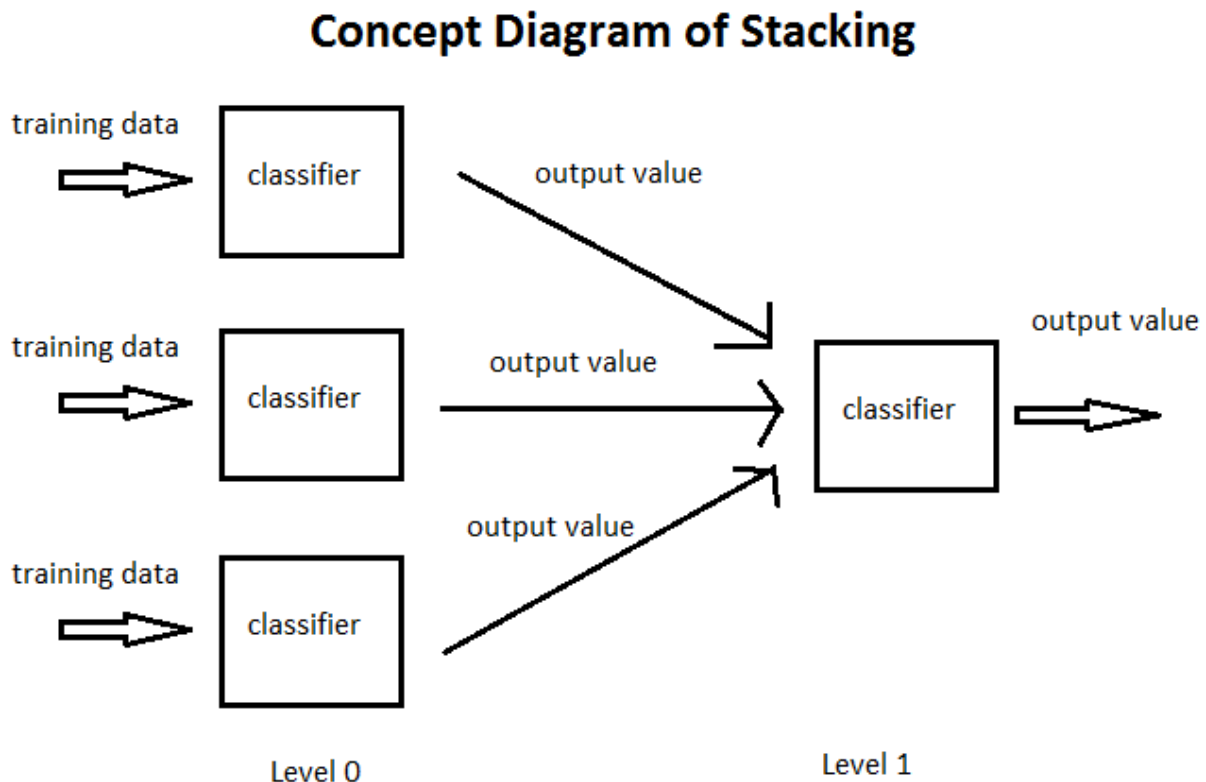 Concept Diagram of Stacking
training data
classifier
output value
training data
classifier
output value
output value
classifier
training data
classifier
output value
Level 0
Level 1